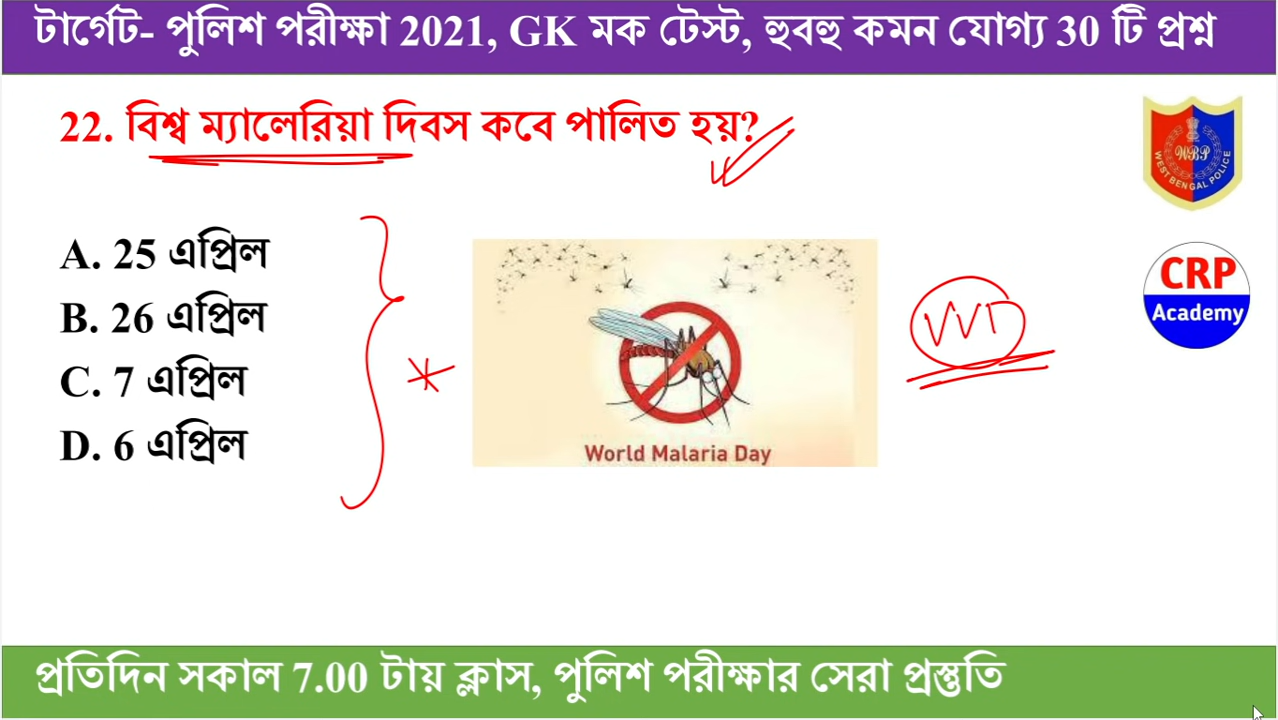 টার্গেট- পুলিশ পরীক্ষা 2021, GK মক টেস্ট, হুবহু কমন যোগ্য 30 টি প্রশ্ন
22. বিশ্ব ম্যালেরিয়া দিবস কবে পালিত হয়?
A. 25 এপ্রিল
B. 26 এপ্রিল
C. 7 এপ্রিল
D. 6 এপ্রিল
World Malaria Day
WBP
WEST BENGAL POLICE
CRP
Academy
প্রতিদিন সকাল 7.00 টায় ক্লাস, পুলিশ পরীক্ষার সেরা প্রস্তুতি